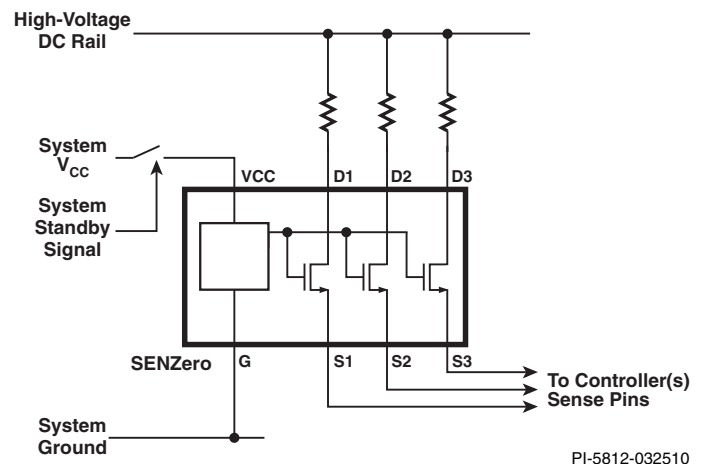 High-Voltage
DC Rail
System
VCC
System
Standby
Signal
VCC
D1
D2
D3
SENZero
G
S1
S2
S3
To Controller(s)
Sense Pins
System
Ground
PI-5812-032510